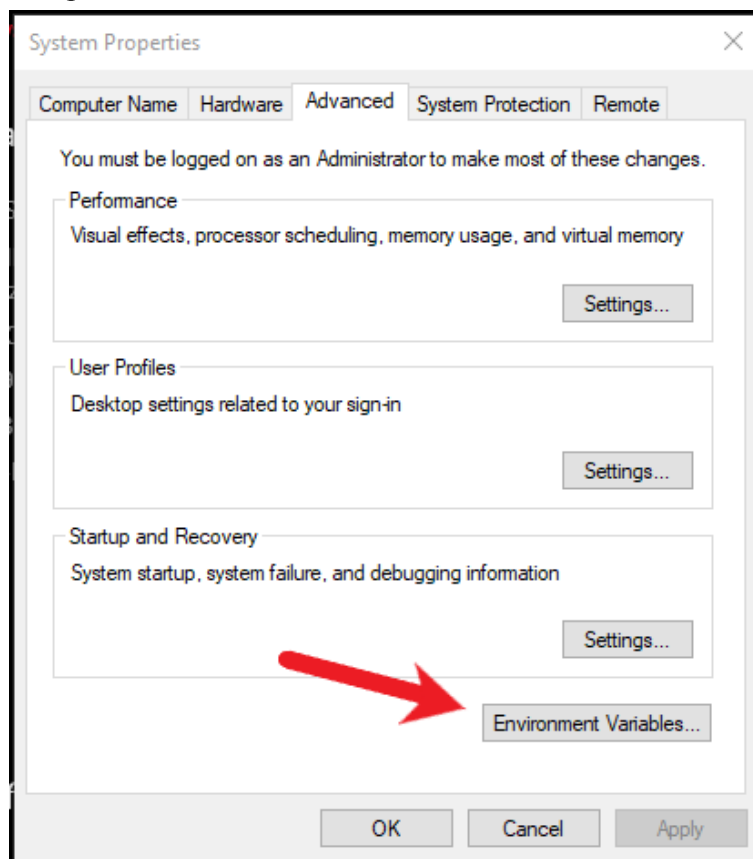 System Properties
Computer Name Hardware Advanced System Protection Remote
You must be logged on as an Administrator to make most of these changes.
Performance
Visual effects, processor scheduling, memory usage, and virtual memory
Settings...
User Profiles
Desktop settings related to your sign-in
Settings...
Startup and Recovery
System startup, system failure, and debugging information
Settings...
Environment Variables...
OK Cancel Apply